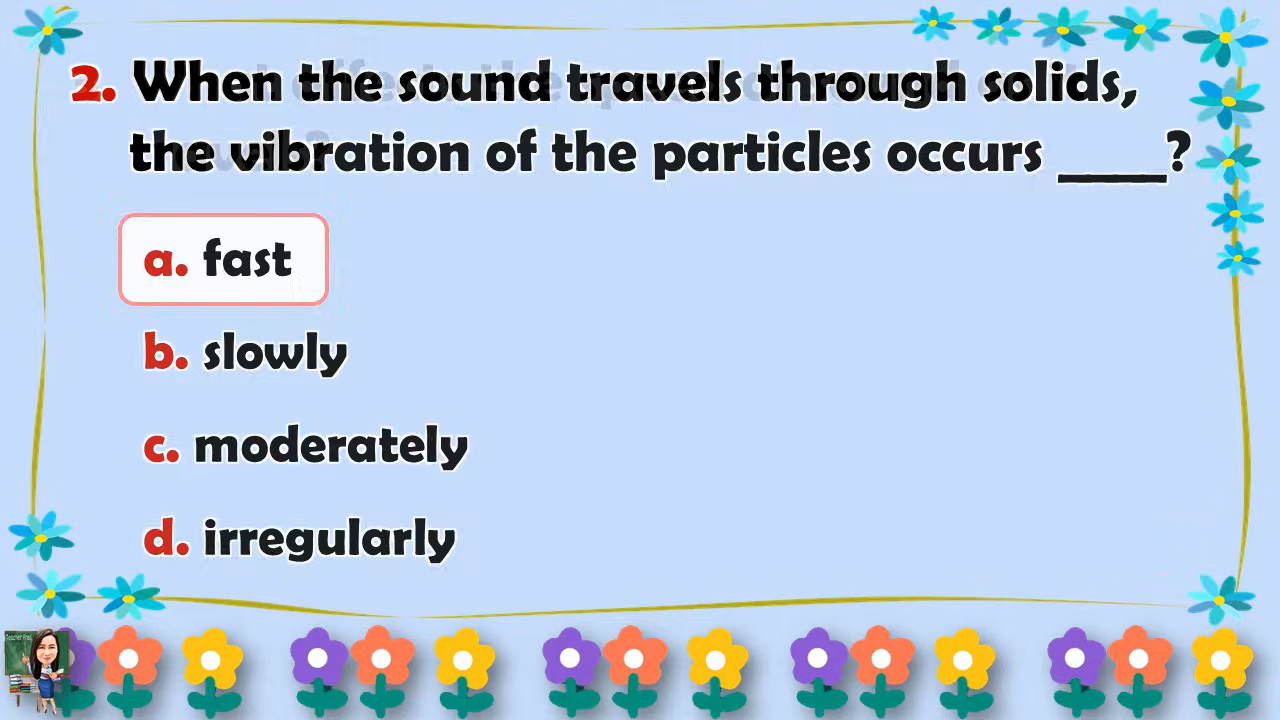 2. When the sound travels through solids,
the vibration of the particles occurs ____?
a. fast
b. slowly
c. moderately
d. irregularly